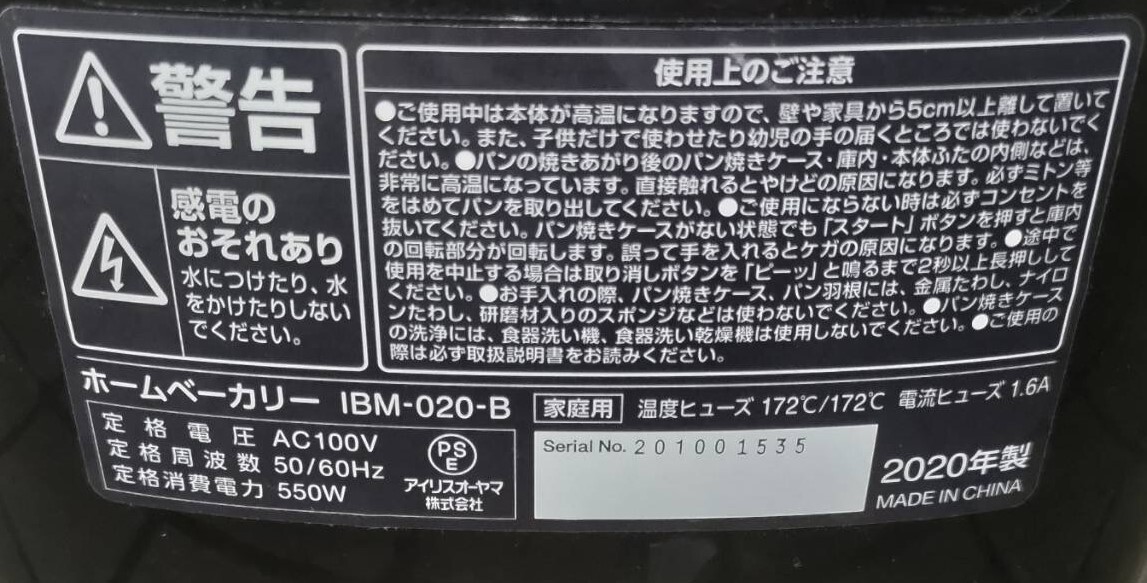 警告
感電の
おそれあり
水につけたり、水
をかけたりしない
でください。
使用上のご注意
●ご使用中は本体が高温になりますので、壁や家具から5cm以上離して置いて
ください。また、子供だけで使わせたり幼児の手の届くところでは使わないでく
ださい。●パンの焼きあがり後のパン焼きケース・庫内・本体ふたの内側などは、
非常に高温になっています。直接触れるとやけどの原因になります。必ずミトン等
をはめてパンを取り出してください。●ご使用にならない時は必ずコンセントを
抜いてください。パン焼きケースがない状態でも「スタート」ボタンを押すと庫内
の回転部分が回転します。誤って手を入れるとケガの原因になります。●途中で
使用を中止する場合は取り消しボタンを「ピーッ」と鳴るまで2秒以上長押しして
ください。●お手入れの際、パン焼きケース、パン羽根には、金属たわし、ナイロ
ンたわし、研磨材入りのスポンジなどは使わないでください。●パン焼きケース
の洗浄には、食器洗い機、食器洗い乾燥機は使用しないでください。●ご使用の
際は必ず取扱説明書をお読みください。
ホームベーカリー IBM-020-B 家庭用 温度ヒューズ 172℃/172℃ 電流ヒューズ 1.6A
定格電圧 AC100V
定格周波数 50/60Hz
定格消費電力 550W
PS
E
アイリスオーヤマ
株式会社
Serial No. 201001535
2020年製
MADE IN CHINA